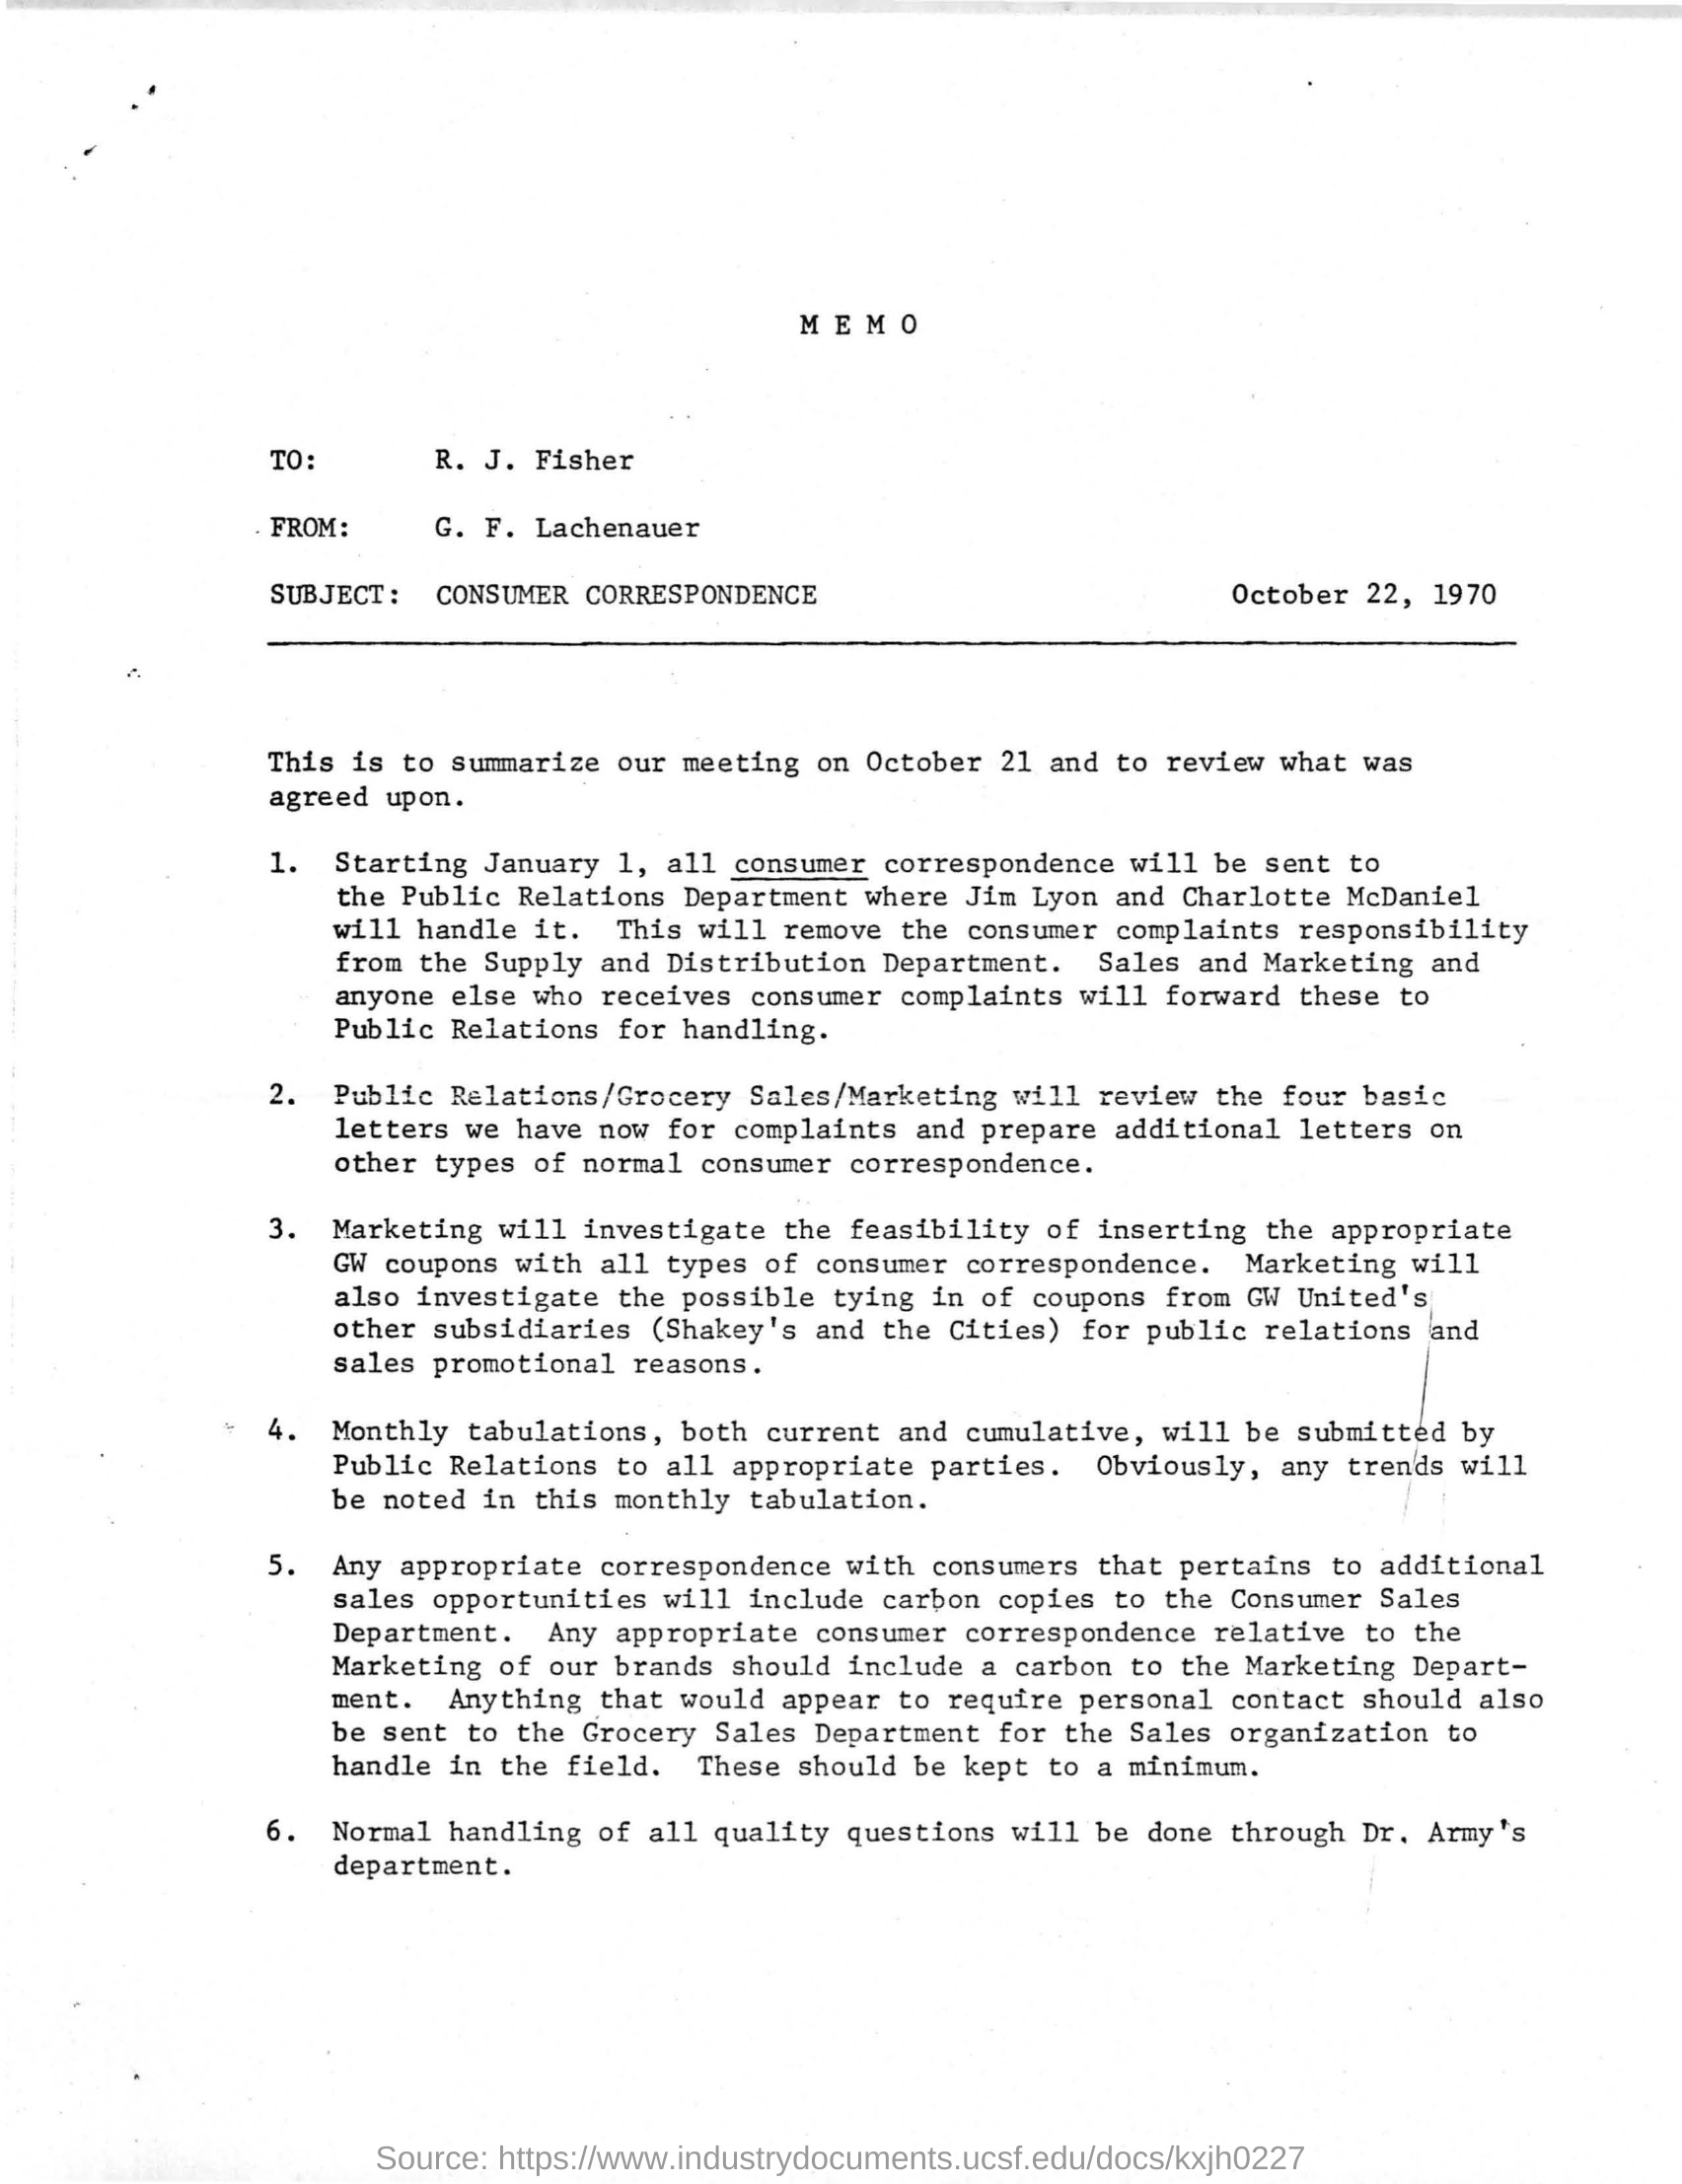 M E M O
TO: R. J. Fisher
FROM: G. F. Lachenauer
SUBJECT: CONSUMER CORRESPONDENCE October 22, 1970
This is to summarize our meeting on October 21 and to review what was
agreed upon.
1. Starting January 1, all consumer correspondence will be sent to
the Public Relations Department where Jim Lyon and Charlotte McDaniel
will handle it. This will remove the consumer complaints responsibility
from the Supply and Distribution Department. Sales and Marketing and
anyone else who receives consumer complaints will forward these to
Public Relations for handling.
2. Public Relations/Grocery Sales/Marketing will review the four basic
letters we have now for complaints and prepare additional letters on
other types of normal consumer correspondence.
3. Marketing will investigate the feasibility of inserting the appropriate
GW coupons with all types of consumer correspondence. Marketing will
also investigate the possible tying in of coupons from GW United's
other subsidiaries (Shakey's and the Cities) for public relations and
sales promotional reasons.
4. Monthly tabulations, both current and cumulative, will be submitted by
Public Relations to all appropriate parties. Obviously, any trends will
be noted in this monthly tabulation.
5. Any appropriate correspondence with consumers that pertains to additional
sales opportunities will include carbon copies to the Consumer Sales
Department. Any appropriate consumer correspondence relative to the
Marketing of our brands should include a carbon to the Marketing Depart-
ment. Anything that would appear to require personal contact should also
be sent to the Grocery Sales Department for the Sales organization to
handle in the field. These should be kept to a minimum.
6. Normal handling of all quality questions will be done through Dr. Army's
department.
Source: https://www.industrydocuments.ucsf.edu/docs/kxjh0227